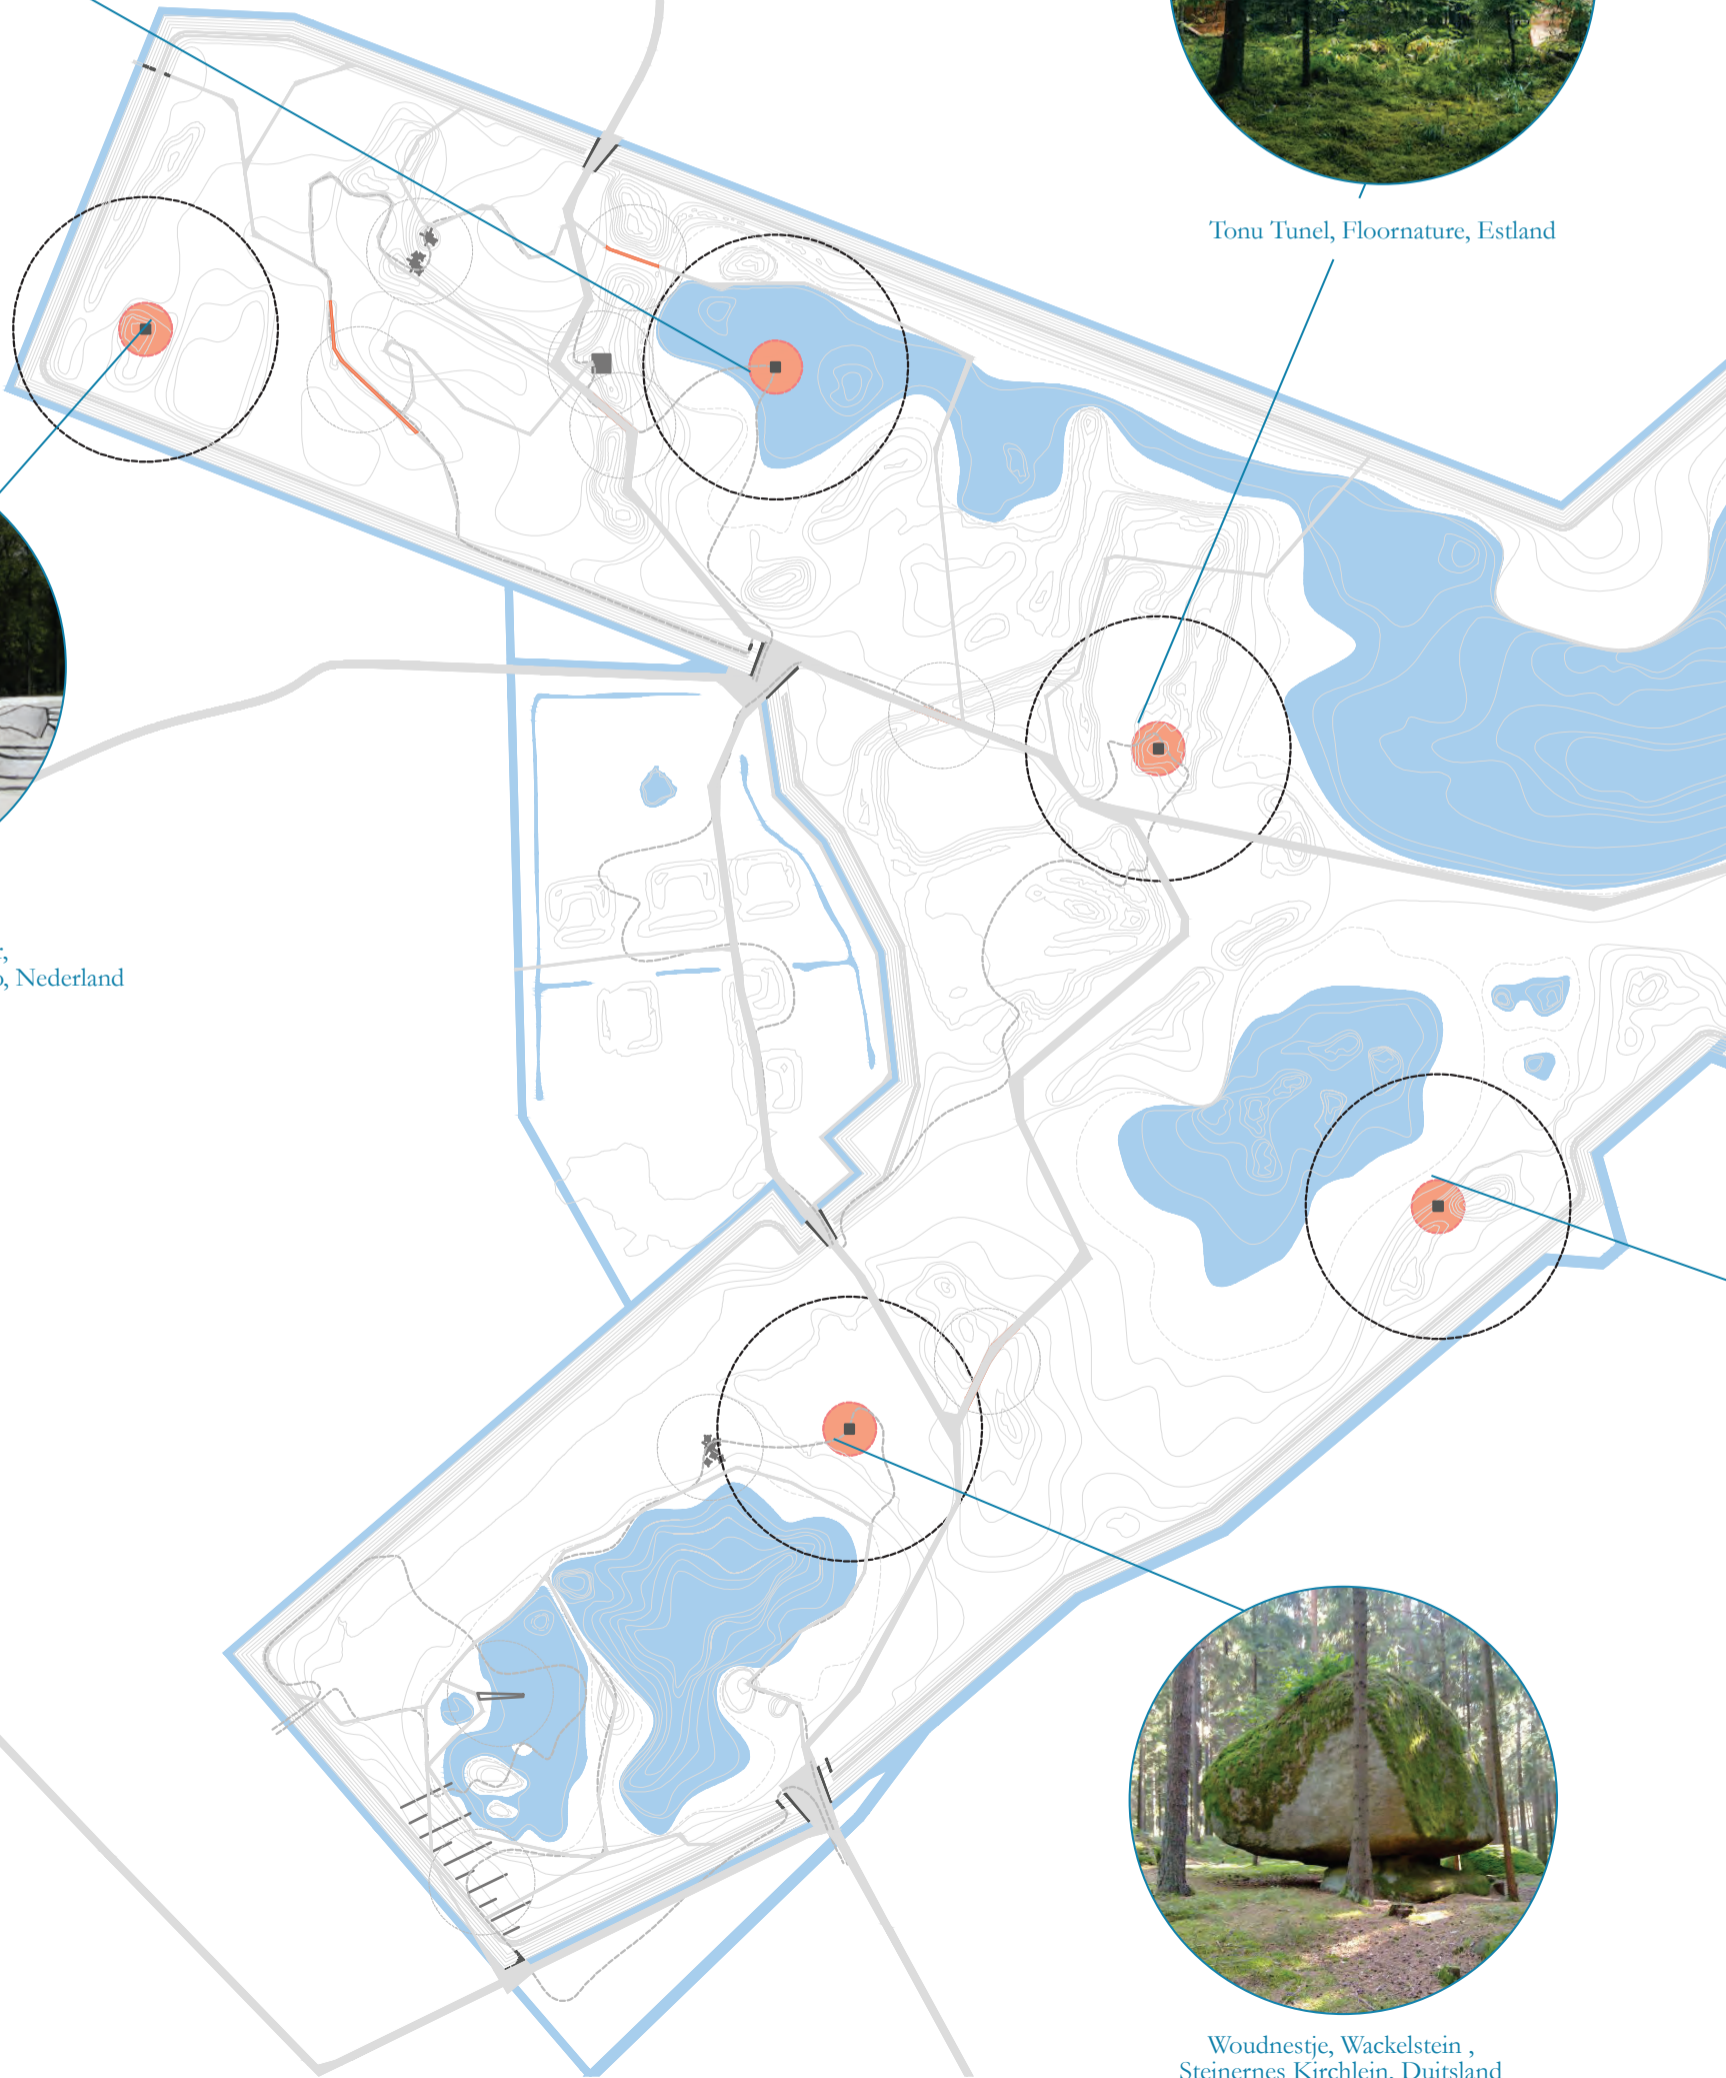 Tonu Tunel, Floornature, Estland
, Nederland
Woudnestje, Wackelstein ,
Steinernes Kirchlein, Duitsland